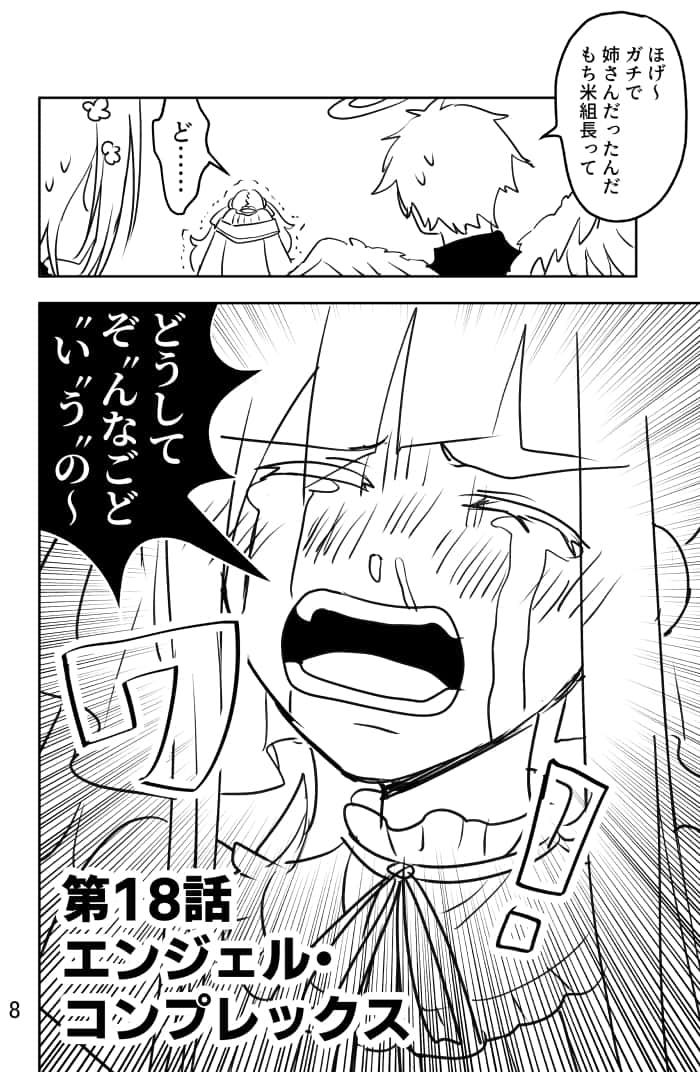 ほげ～
ガチで
姉さんだったんだ
もち米組長って
ど……
どうして
ぞ〝んなごど
〝い〝う〝の～
ワ
！
第18話
エンジェル・
コンプレックス
8